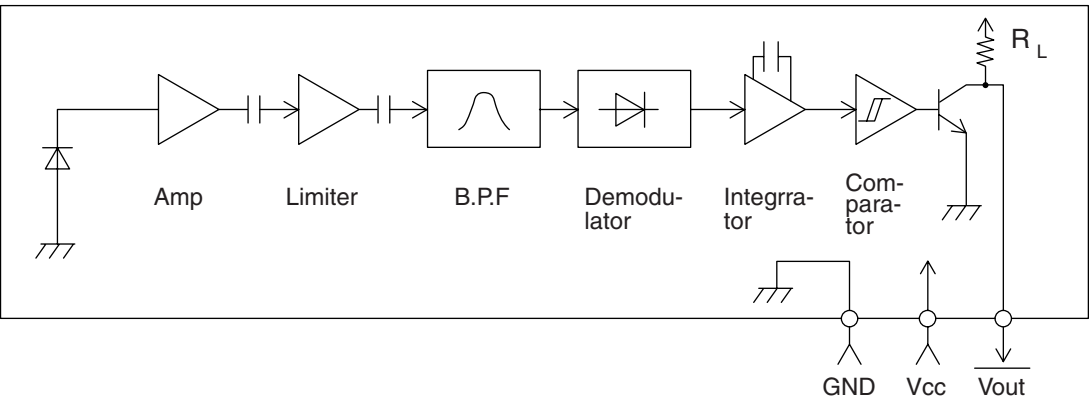 R L
Amp
Limiter
B.P.F
Demodu-
lator
Integrra-
tor
Com-
para-
tor
GND
Vcc
Vout